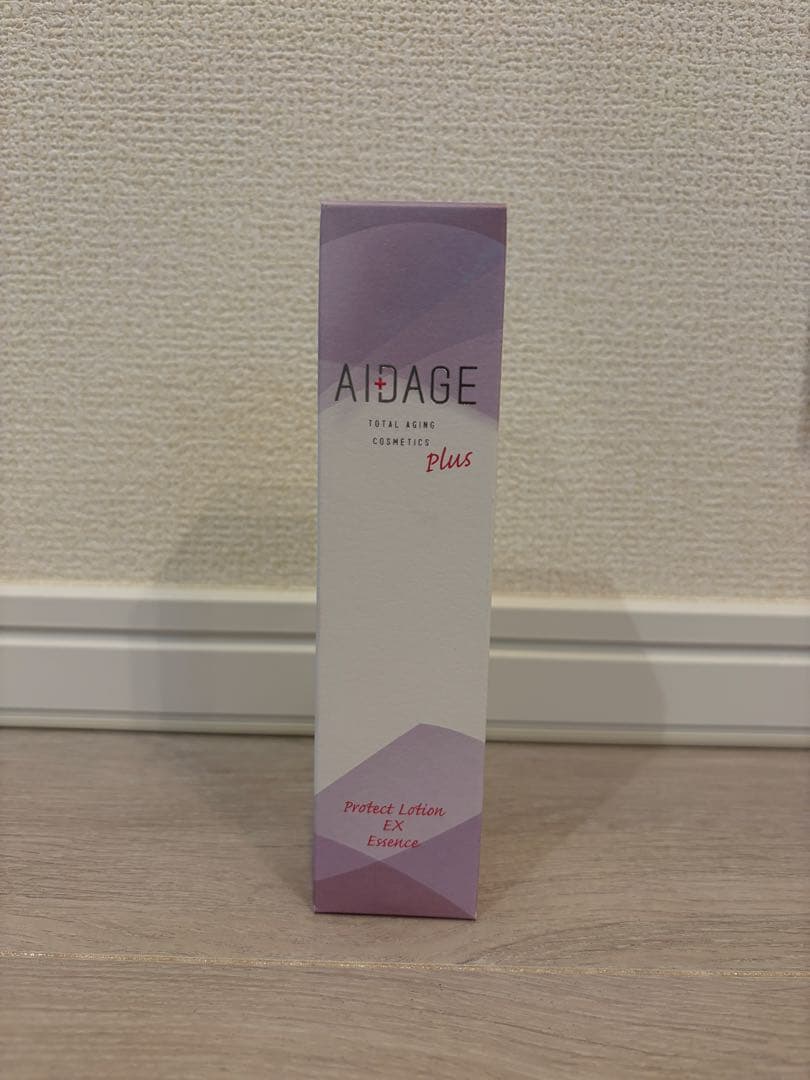 AIDAGE
TOTAL AGING
COSMETICS
plus
Protect Lotion
EX
Essence